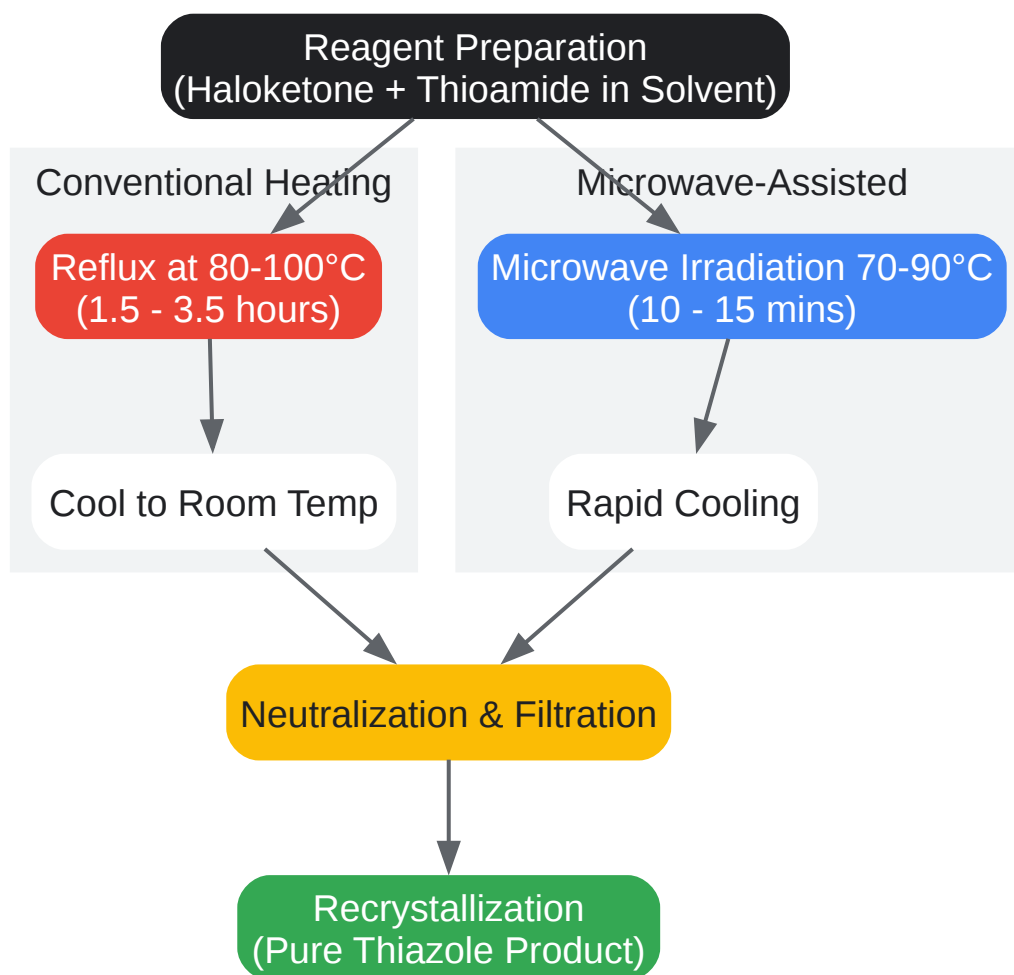 Reagent Preparation
(Haloketone + Thioamide in Solvent)
Conventional Heating
Reflux at 80-100°C
(1.5 - 3.5 hours)
Cool to Room Temp
Microwave-Assisted
Microwave Irradiation 70-90°C
(10 - 15 mins)
Rapid Cooling
Neutralization & Filtration
Recrystallization
(Pure Thiazole Product)